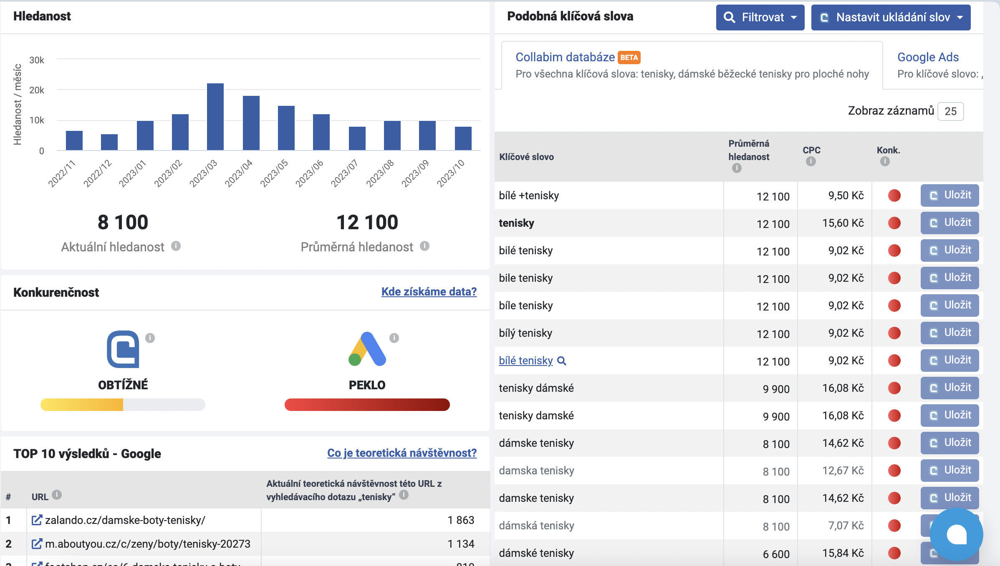 Hledanost
Hledanost / měsíc
30k
20k
10k
0
2022/11
2022/12
2023/01
2023/02
2023/03
2023/04
2023/05
2023/06
2023/07
2023/08
2023/09
2023/10
8 100
Aktuální hledanost
12 100
Průměrná hledanost
Konkurenčnost
Kde získáme data?
OBTÍŽNÉ
PEKLO
TOP 10 výsledků - Google
Co je teoretická návštěvnost?
# URL Aktuální teoretická návštěvnost této URL z
vyhledávacího dotazu „tenisky“
1 zalando.cz/damske-boty-tenisky/ 1 863
2 m.aboutyou.cz/c/zeny/boty/tenisky-20273 1 134
Podobná klíčová slova
Filtrovat
Nastavit ukládání slov
Collabim databáze BETA
Pro všechna klíčová slova: tenisky, dámské běžecké tenisky pro ploché nohy
Google Ads
Pro klíčové slovo: „
Zobraz záznamů 25
Klíčové slovo Průměrná hledanost CPC Konk.
bílé +tenisky 12 100 9,50 Kč Uložit
tenisky 12 100 15,60 Kč Uložit
bilé tenisky 12 100 9,02 Kč Uložit
bile tenisky 12 100 9,02 Kč Uložit
bíle tenisky 12 100 9,02 Kč Uložit
bílý tenisky 12 100 9,02 Kč Uložit
bílé tenisky 12 100 9,02 Kč Uložit
tenisky dámské 9 900 16,08 Kč Uložit
tenisky damské 9 900 16,08 Kč Uložit
dámske tenisky 8 100 14,62 Kč Uložit
damska tenisky 8 100 12,67 Kč Uložit
damske tenisky 8 100 14,62 Kč Uložit
dámská tenisky 8 100 7,07 Kč
dámské tenisky 6 600 15,84 Kč